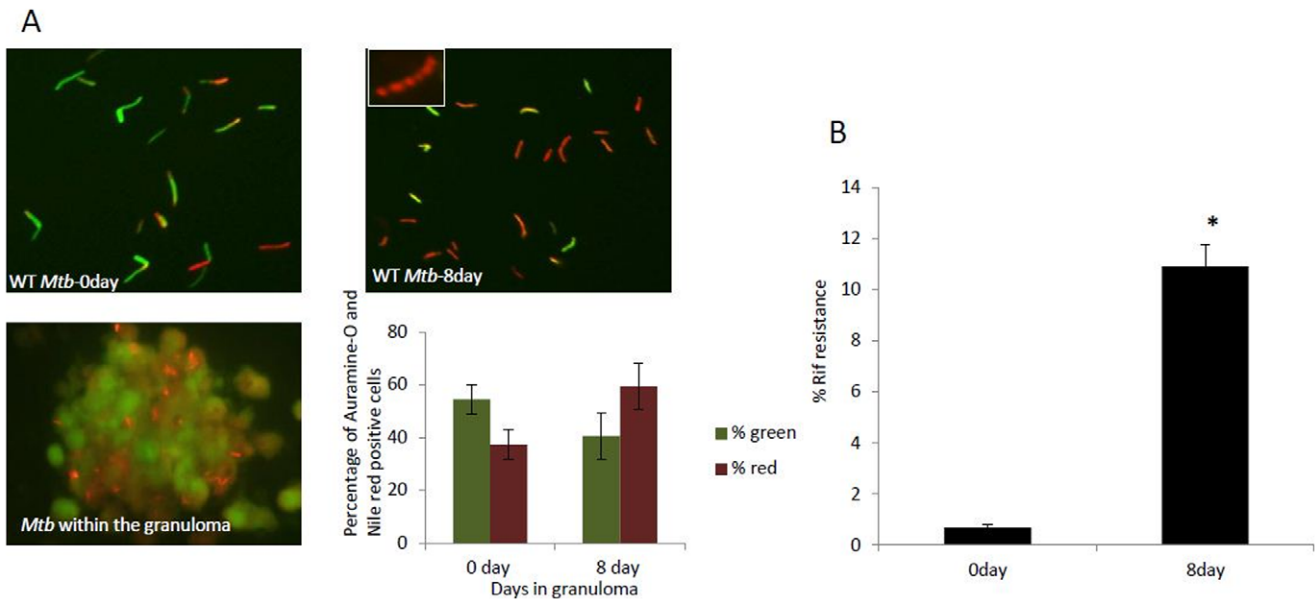 A
WT Mtb-0day
WT Mtb-8day
Mtb within the granuloma
Percentage of Auramine-O and
Nile red positive cells
80
60
40
20
0
0 day
8 day
Days in granuloma
% green
% red
B
% Rif resistance
14
12
10
8
6
4
2
0
*
0day
8day